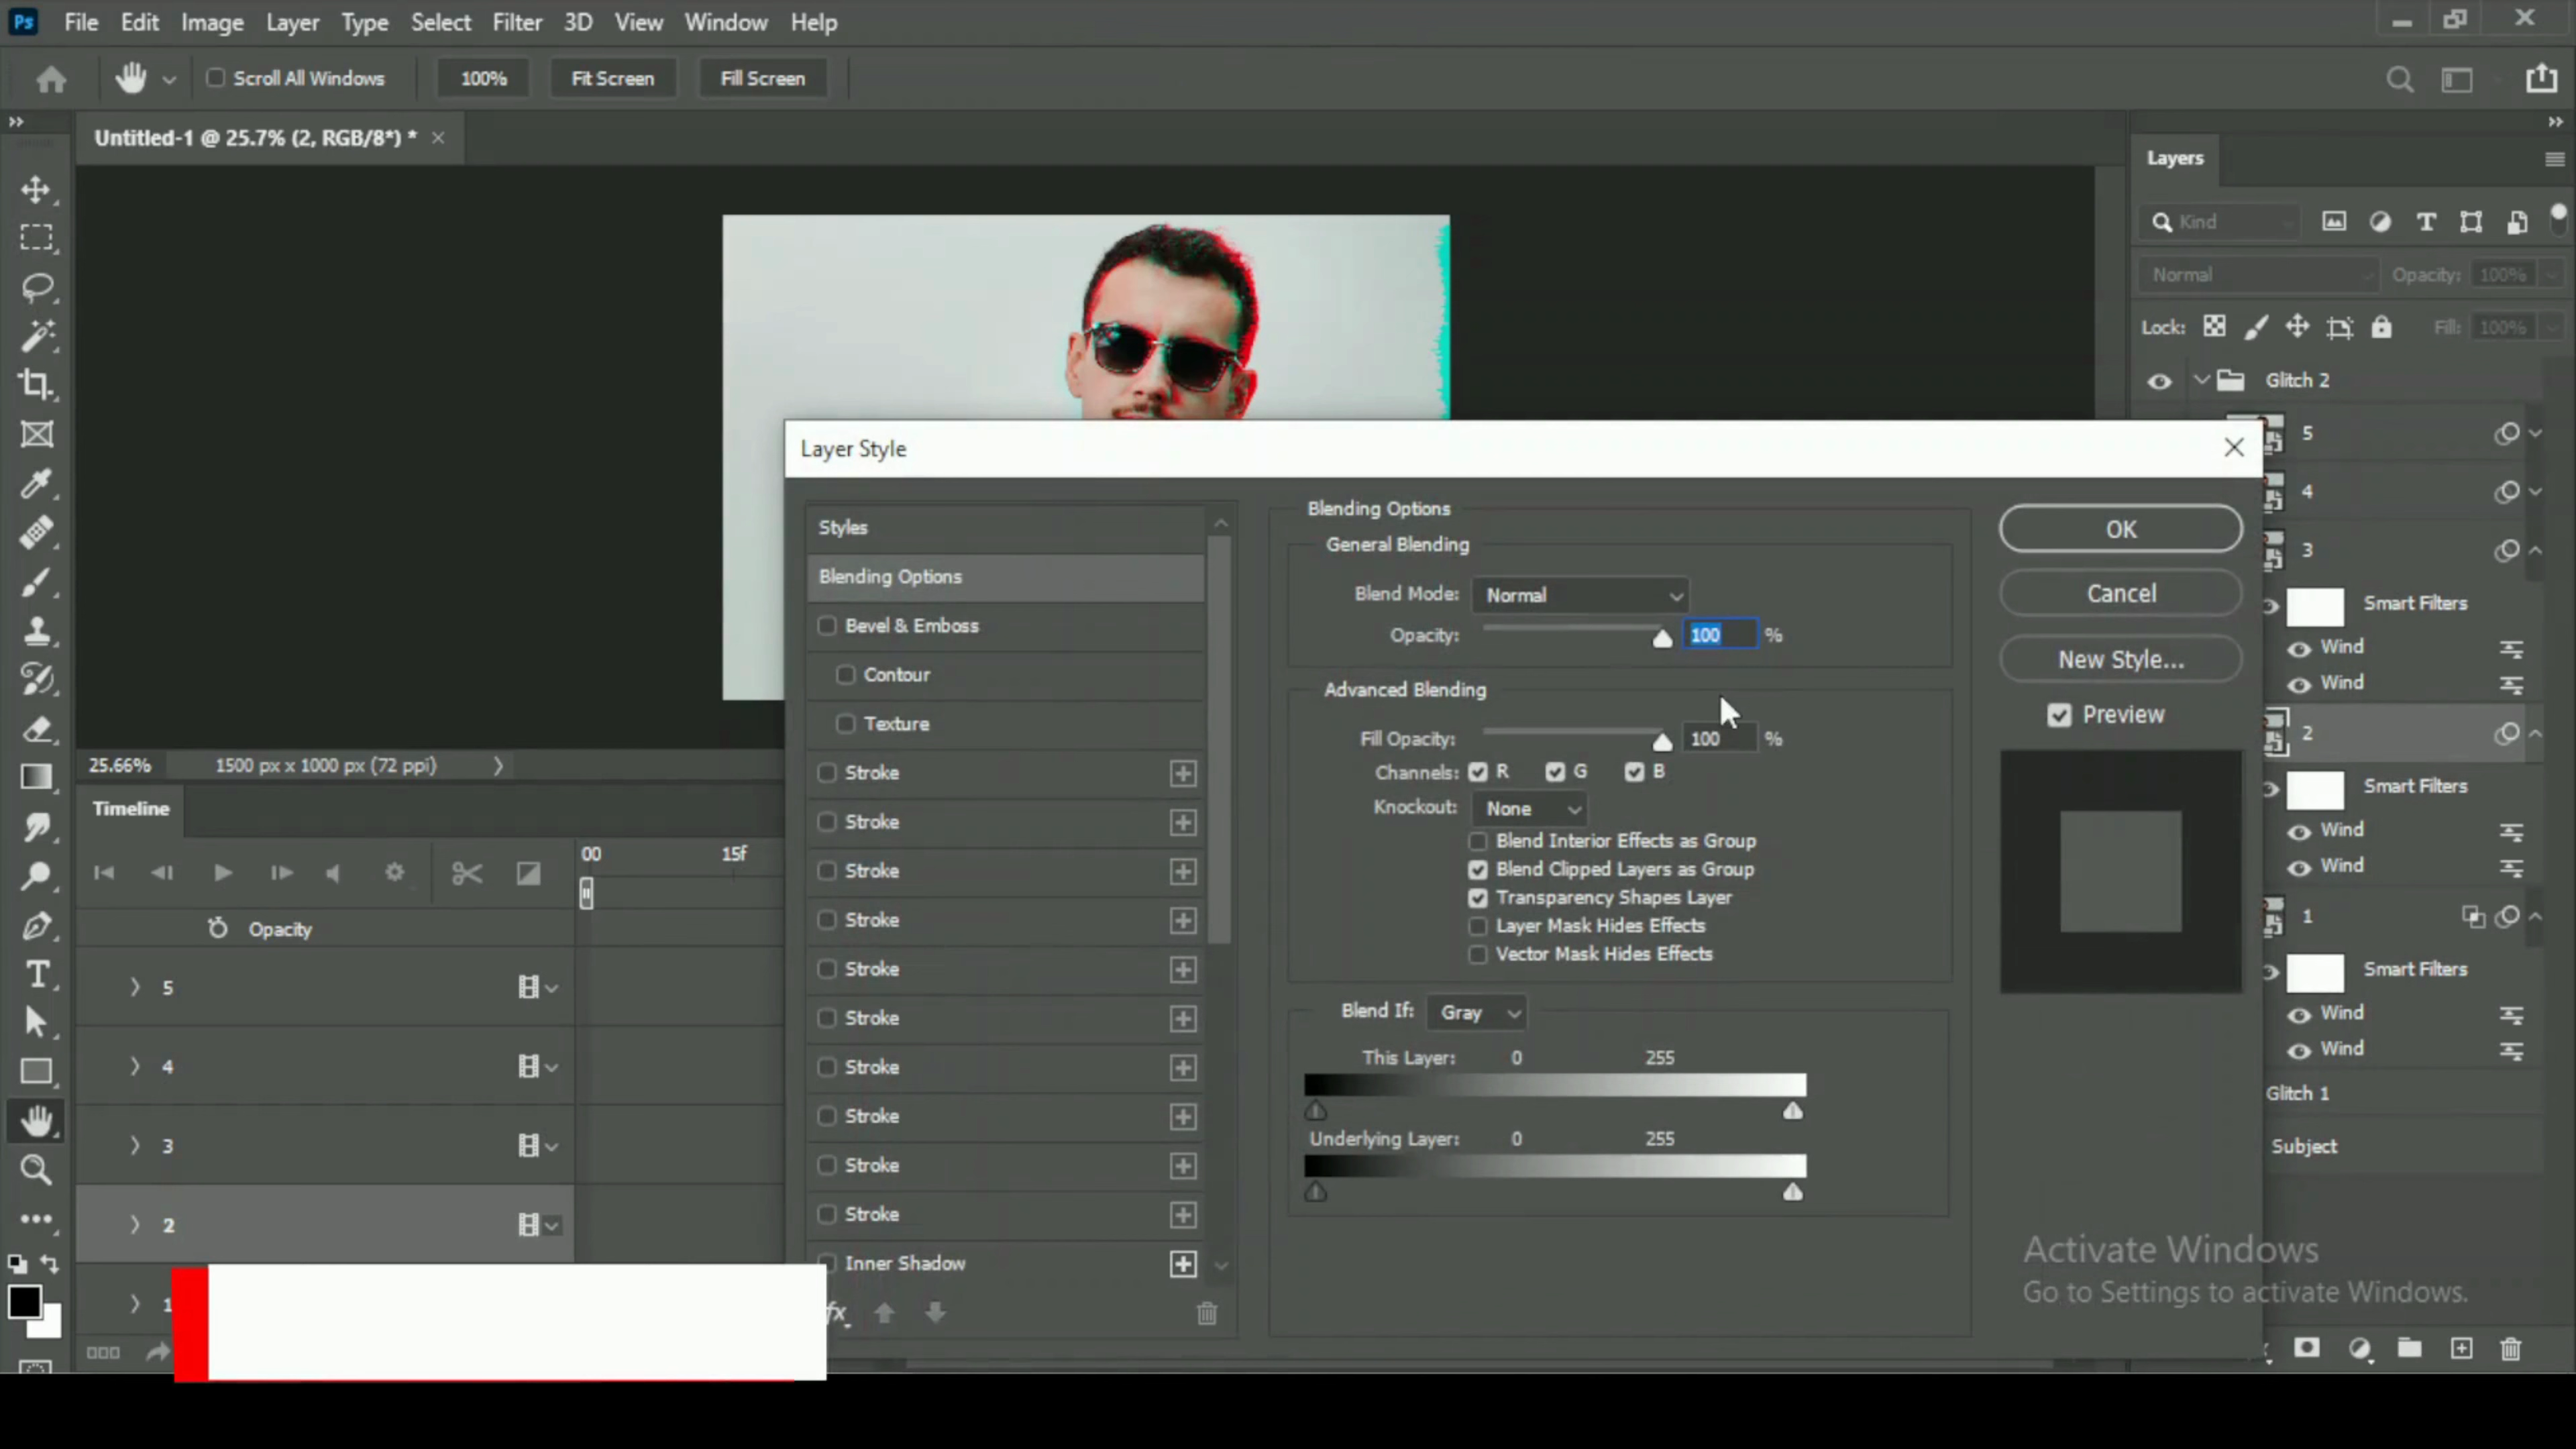 Ps File Edit Image Layer Type Select Filter 3D View Window Help
Scroll All Windows 100% Fit Screen Fill Screen
Untitled-1 @ 25.7% (2, RGB/8*) * ×
Layers
Kind
Normal Opacity: 100%
Lock: Fill: 100%
Glitch 2
5
4
3
Smart Filters
Wind
Wind
2
Smart Filters
Wind
Wind
1
Smart Filters
Wind
Wind
Glitch 1
Subject
Layer Style
Styles
Blending Options
Bevel & Emboss
Contour
Texture
Stroke
Stroke
Stroke
Stroke
Stroke
Stroke
Stroke
Stroke
Stroke
Stroke
Inner Shadow
fx
Blending Options
General Blending
Blend Mode: Normal
Opacity: 100 %
Advanced Blending
Fill Opacity: 100 %
Channels: R G B
Knockout: None
Blend Interior Effects as Group
Blend Clipped Layers as Group
Transparency Shapes Layer
Layer Mask Hides Effects
Vector Mask Hides Effects
Blend If: Gray
This Layer: 0 255
Underlying Layer: 0 255
OK
Cancel
New Style...
Preview
25.66% 1500 px x 1000 px (72 ppi)
Timeline
00 15f
Opacity
5
4
3
2
1
Activate Windows
Go to Settings to activate Windows.